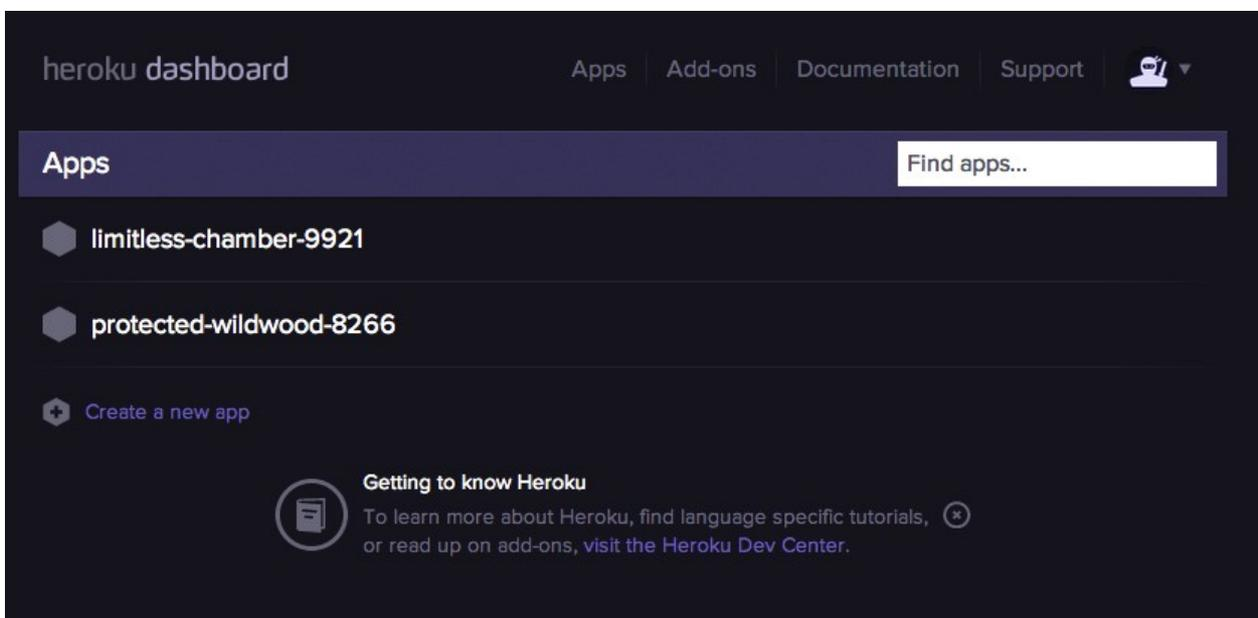 heroku dashboard
Apps Add-ons Documentation Support
Apps
Find apps...
limitless-chamber-9921
protected-wildwood-8266
Create a new app
Getting to know Heroku
To learn more about Heroku, find language specific tutorials,
or read up on add-ons, visit the Heroku Dev Center.